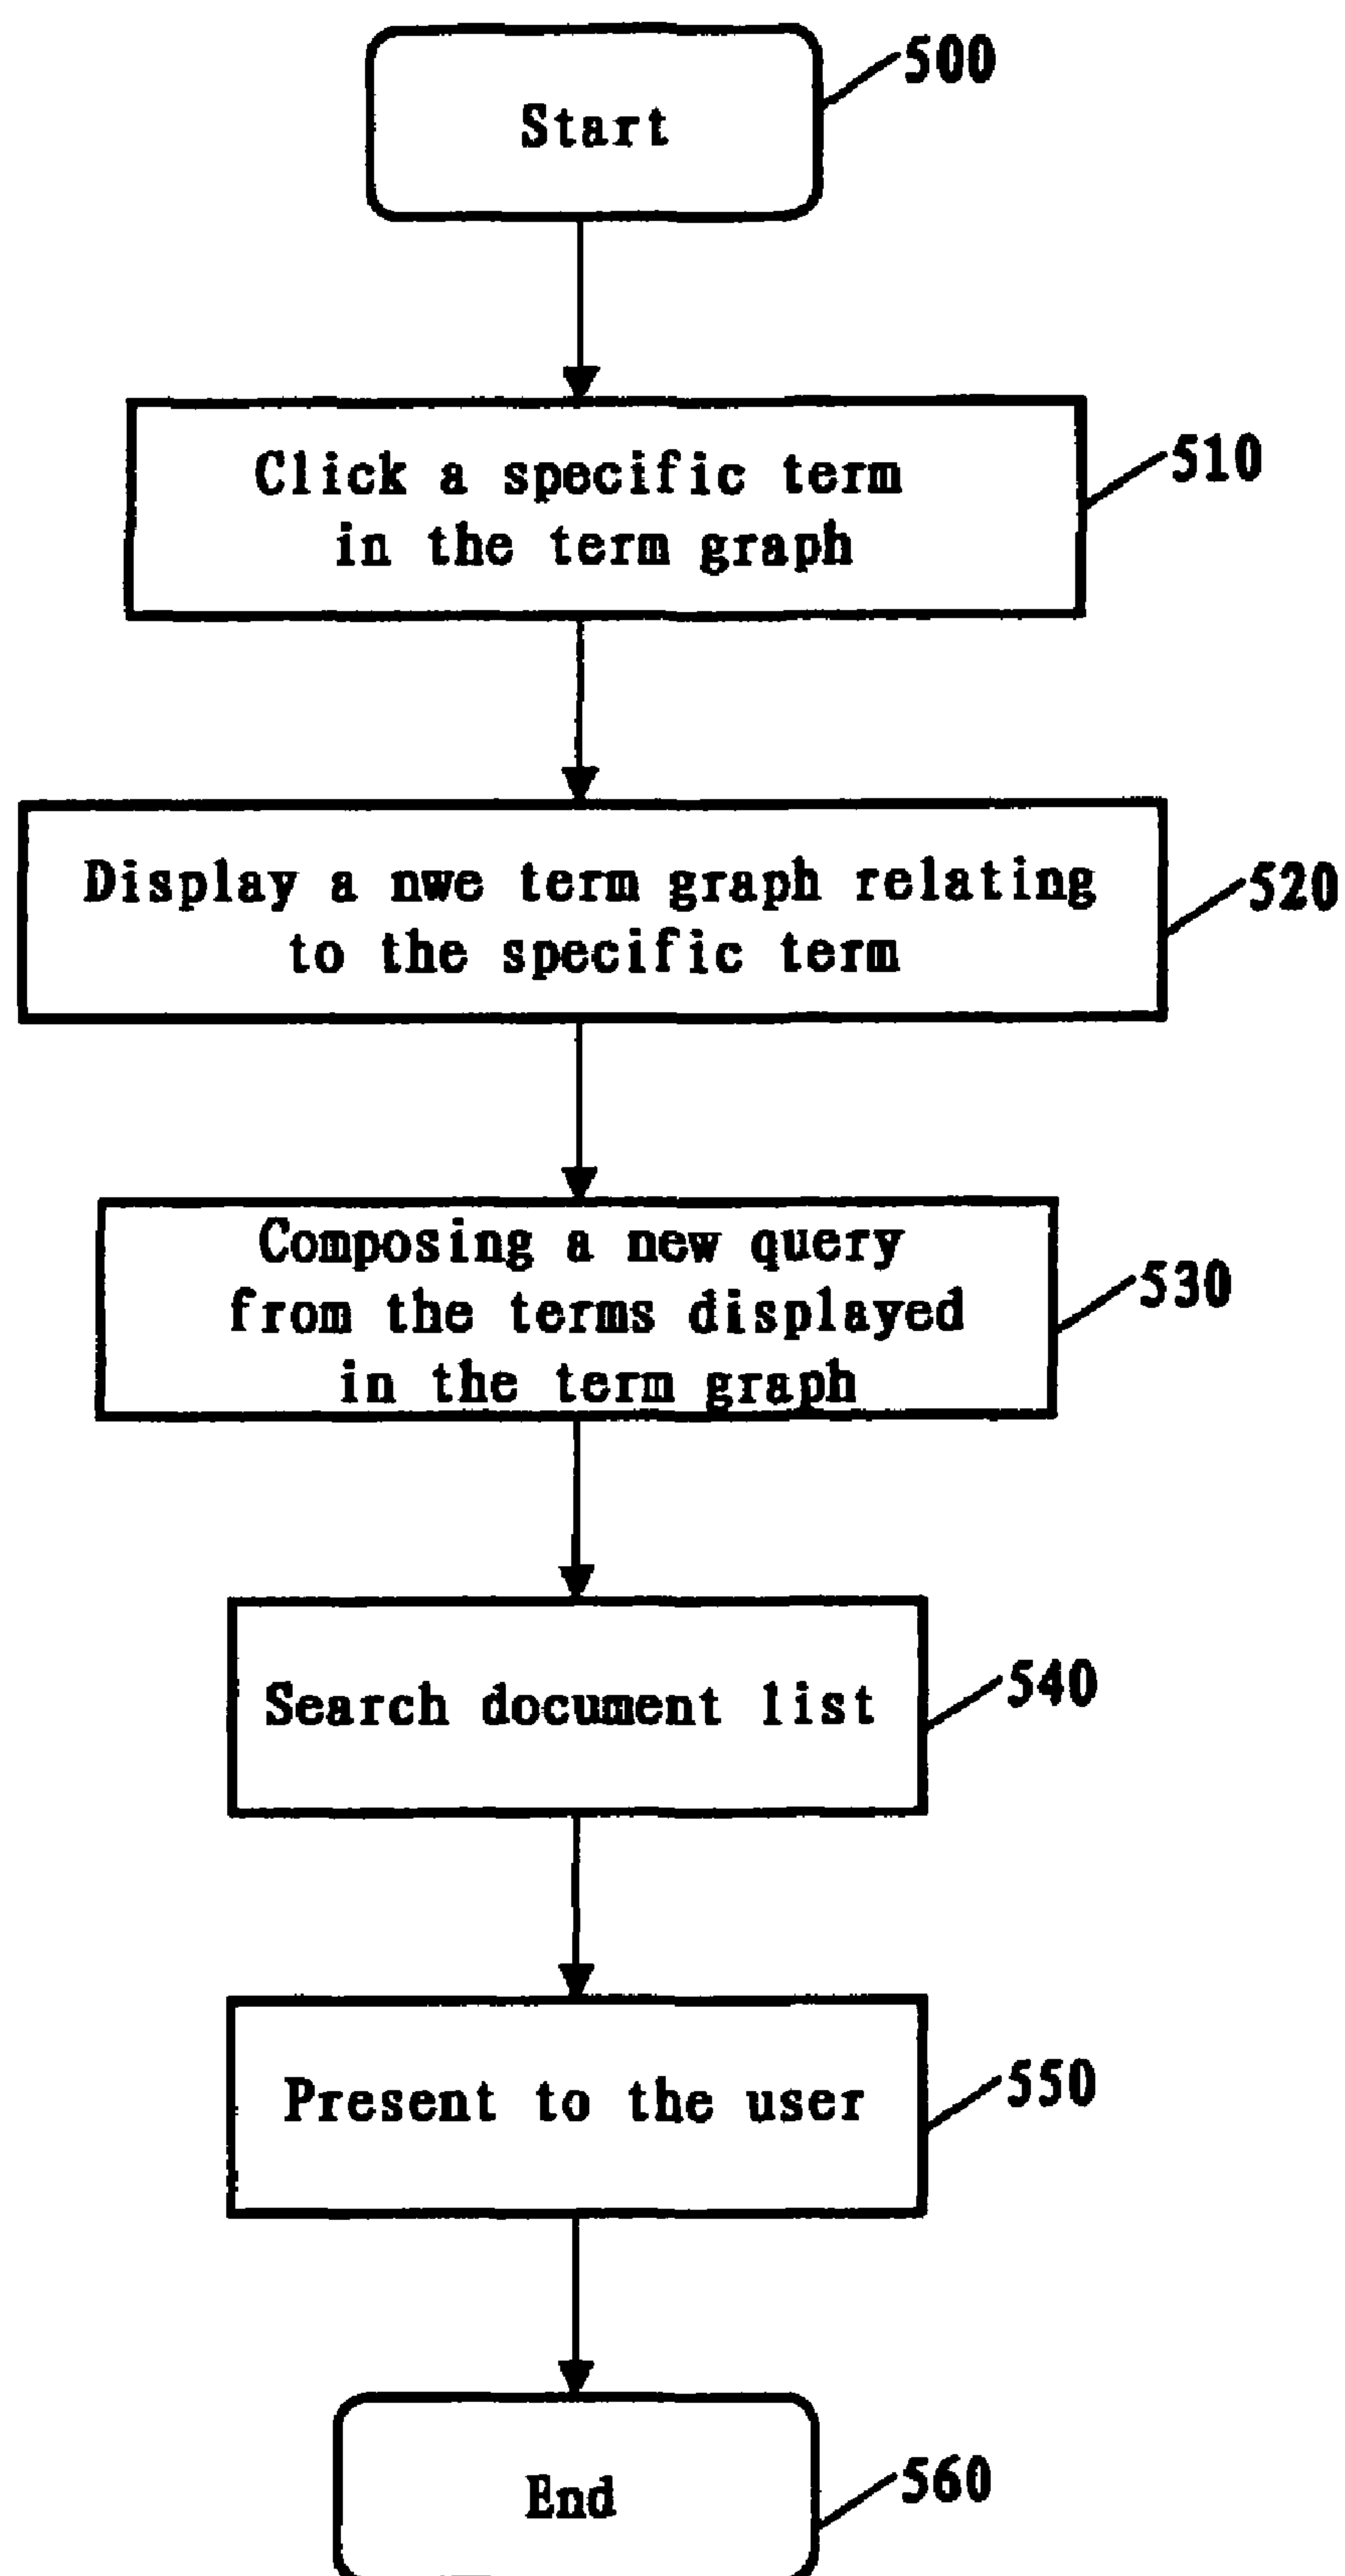 Start
500
Click a specific term
in the term graph
510
Display a nwe term graph relating
to the specific term
520
Composing a new query
from the terms displayed
in the term graph
530
Search document list
540
Present to the user
550
End
560